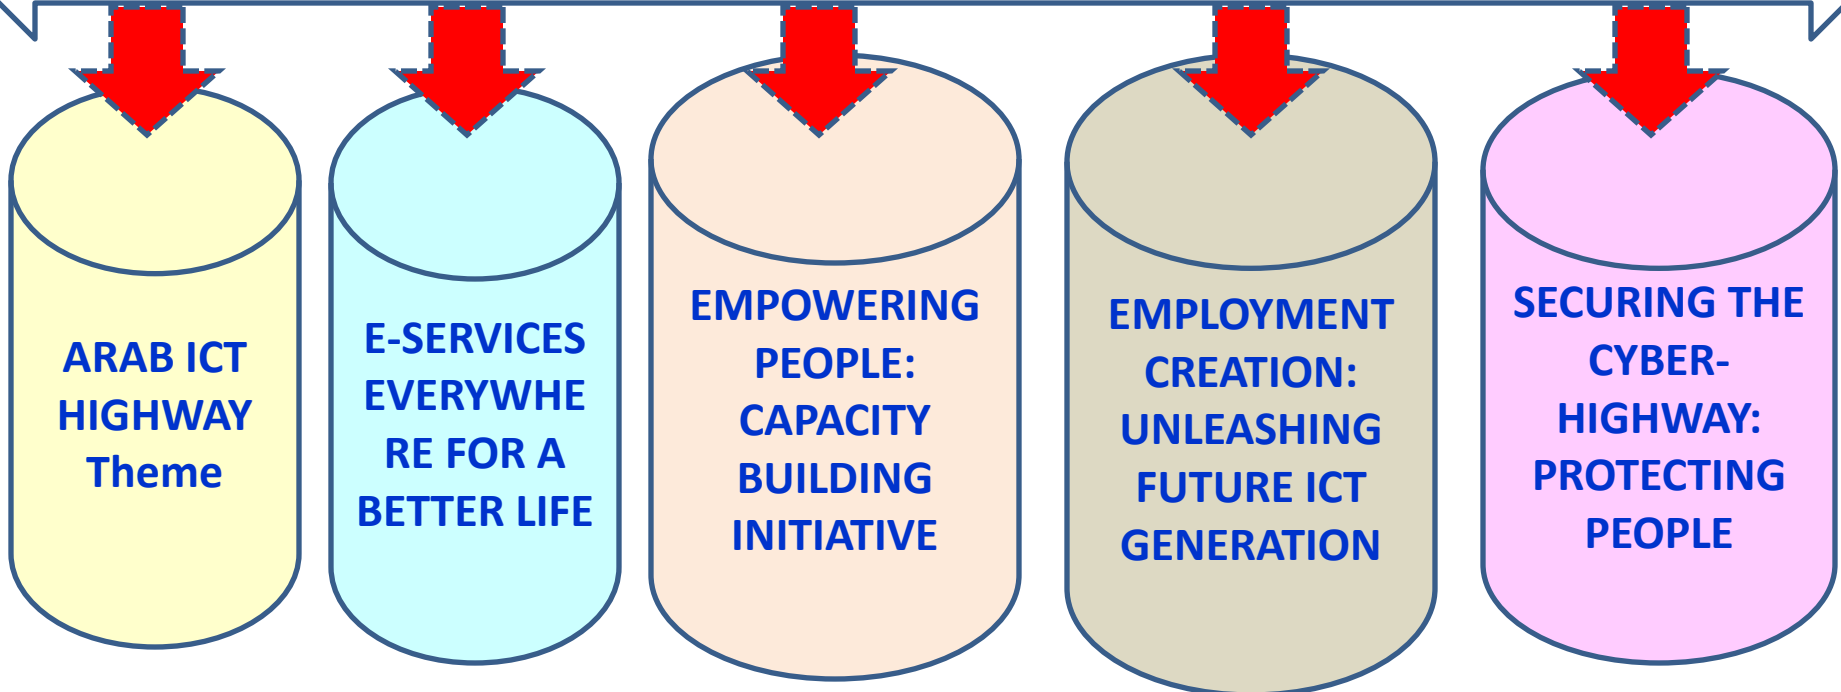 ARAB ICT
HIGHWAY
Theme
E-SERVICES
EVERYWHE
RE FOR A
BETTER LIFE
EMPOWERING
PEOPLE:
CAPACITY
BUILDING
INITIATIVE
EMPLOYMENT
CREATION:
UNLEASHING
FUTURE ICT
GENERATION
SECURING THE
CYBER-
HIGHWAY:
PROTECTING
PEOPLE